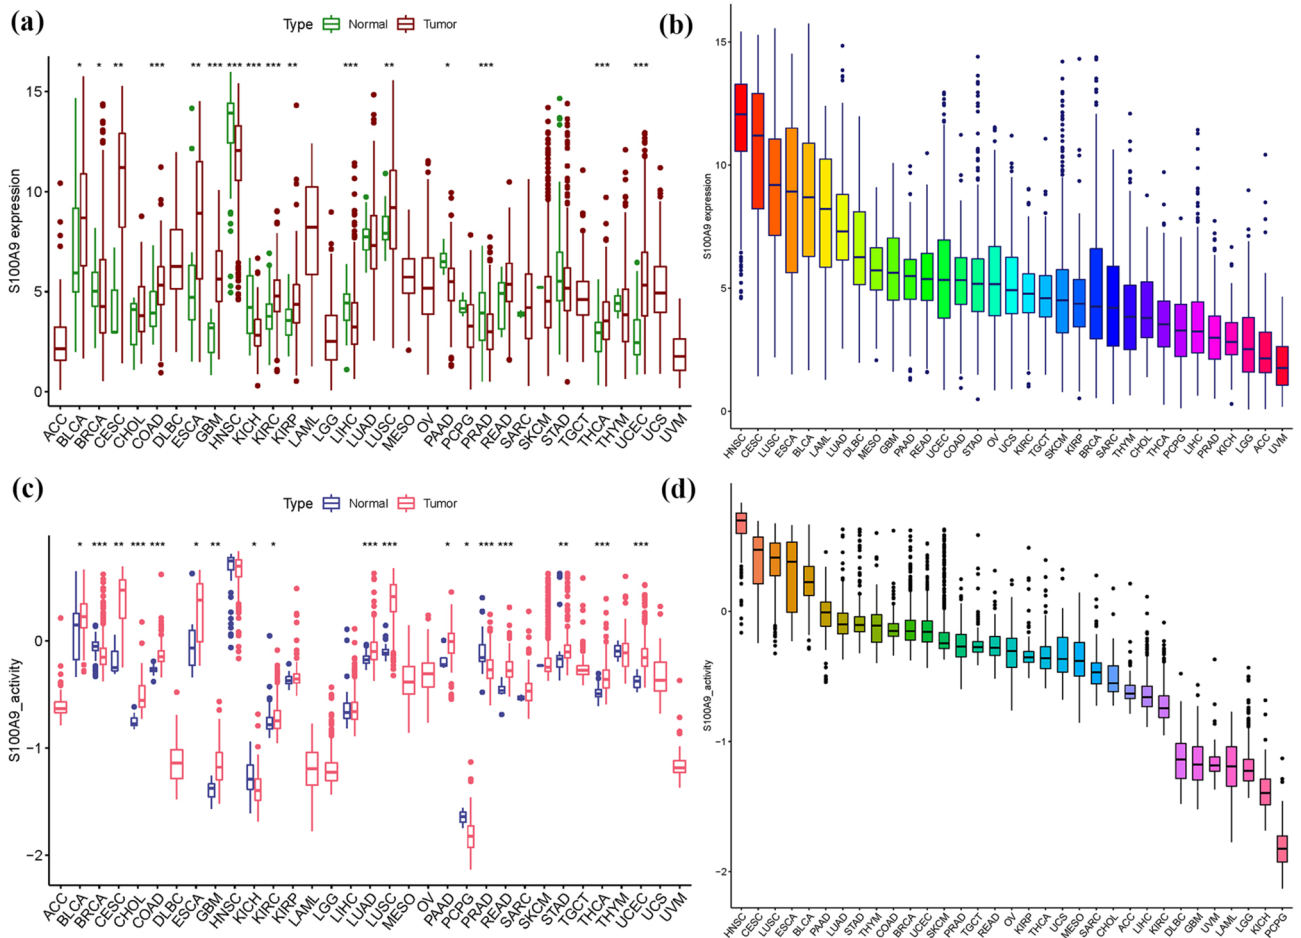 (a)
Type Normal Tumor
* * ** *** ** *** *** *** *** ** *** ** * *** *** ***
S100A9 expression
15
10
5
0
ACC BLCA BRCA CESC CHOL COAD DLBC ESCA GBM HNSC KICH KIRC KIRP LAML LGG LIHC LUAD LUSC MESO OV PAAD PCPG PRAD READ SARC SKCM STAD TGCT THCA THYM UCEC UCS UVM
(b)
S100A9 expression
15
10
5
0
HNSC CESC LUSC ESCA BLCA LAML LUAD DLBC MESO GBM PAAD READ UCEC COAD STAD OV UCS KIRC TGCT SKCM KIRP BRCA SARC THYM CHOL THCA PCPG LIHC PRAD KICH LGG ACC UVM
(c)
Type Normal Tumor
* *** ** *** *** * ** * * *** *** * * *** *** ** *** ***
S100A9_activity
0
−1
−2
ACC BLCA BRCA CESC CHOL COAD DLBC ESCA GBM HNSC KICH KIRC KIRP LAML LGG LIHC LUAD LUSC MESO OV PAAD PCPG PRAD READ SARC SKCM STAD TGCT THCA THYM UCEC UCS UVM
(d)
S100A9_activity
0
−1
−2
HNSC CESC LUSC ESCA BLCA PAAD LUAD STAD THYM COAD BRCA UCEC SKCM PRAD TGCT READ OV KIRP THCA UCS MESO SARC CHOL ACC LIHC KIRC DLBC GBM UVM LAML LGG KICH PCPG